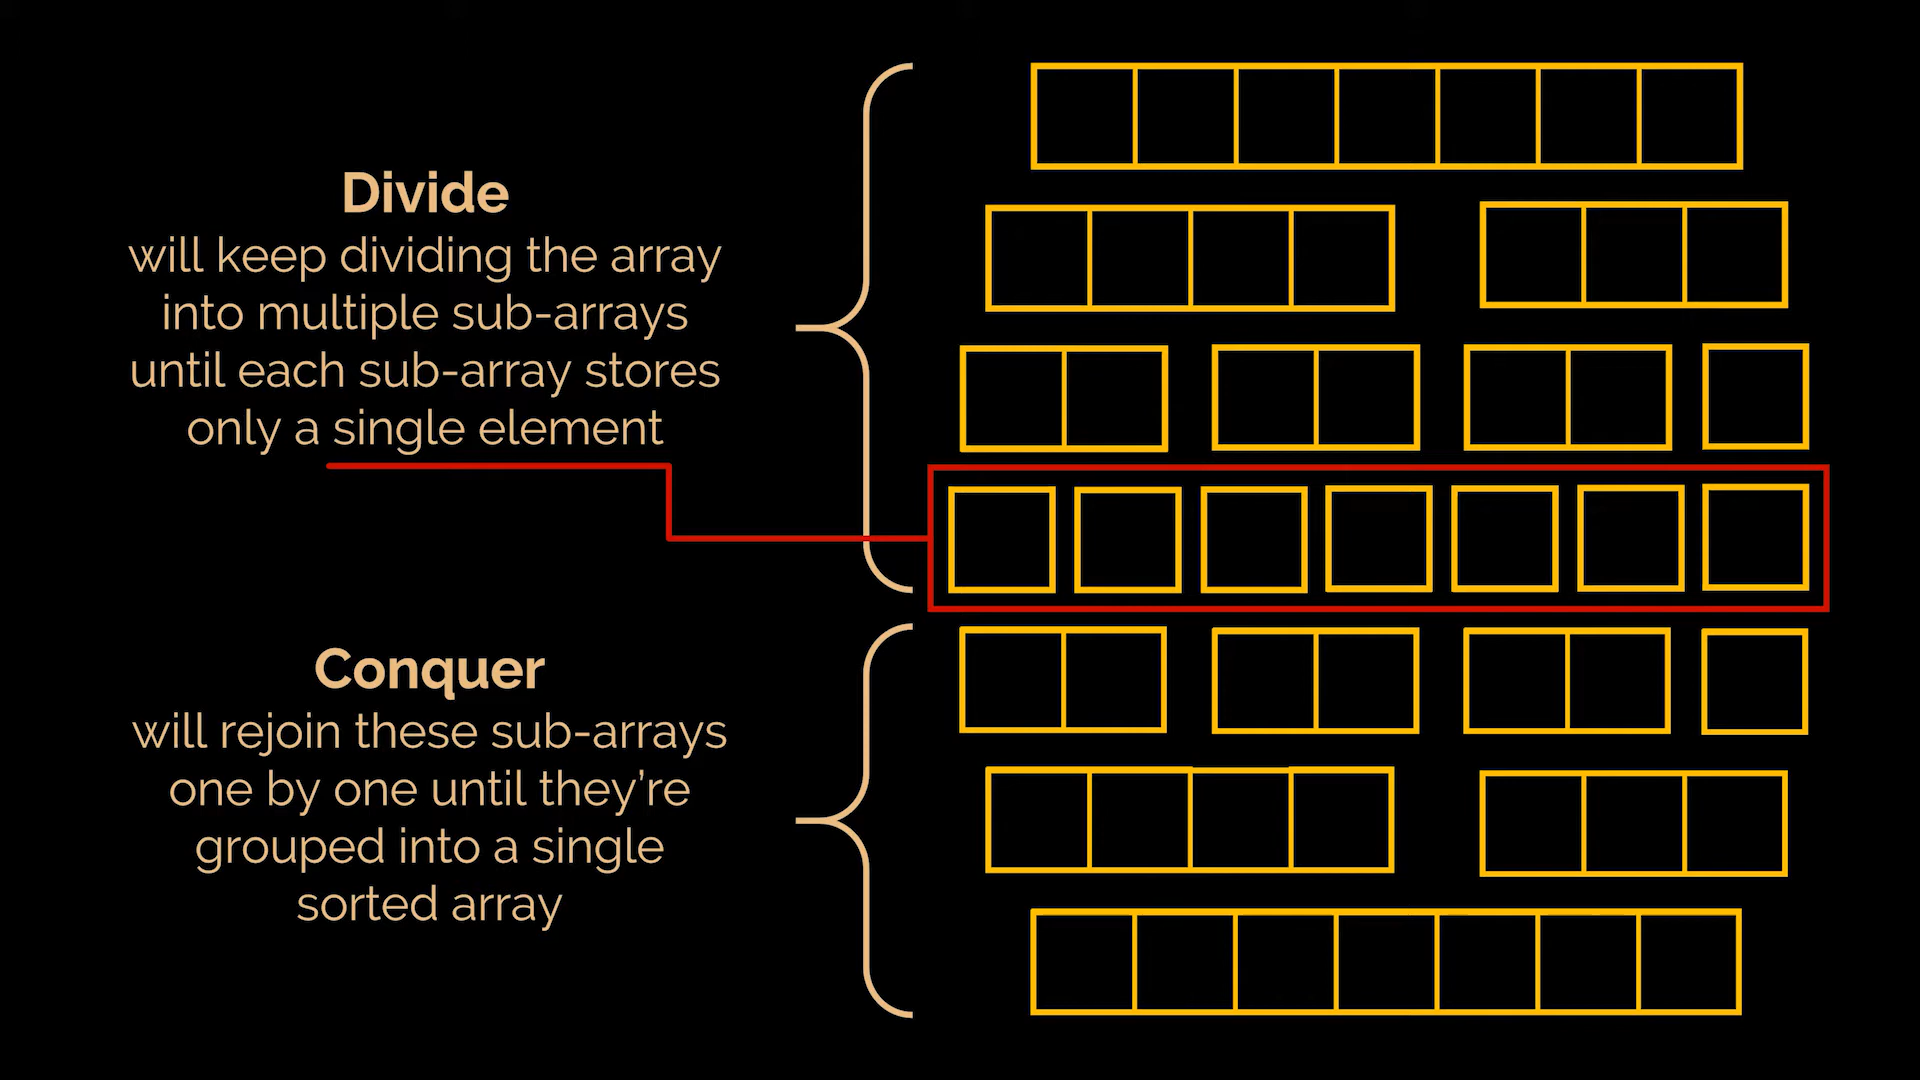 Divide
will keep dividing the array
into multiple sub-arrays
until each sub-array stores
only a single element
Conquer
will rejoin these sub-arrays
one by one until they’re
grouped into a single
sorted array